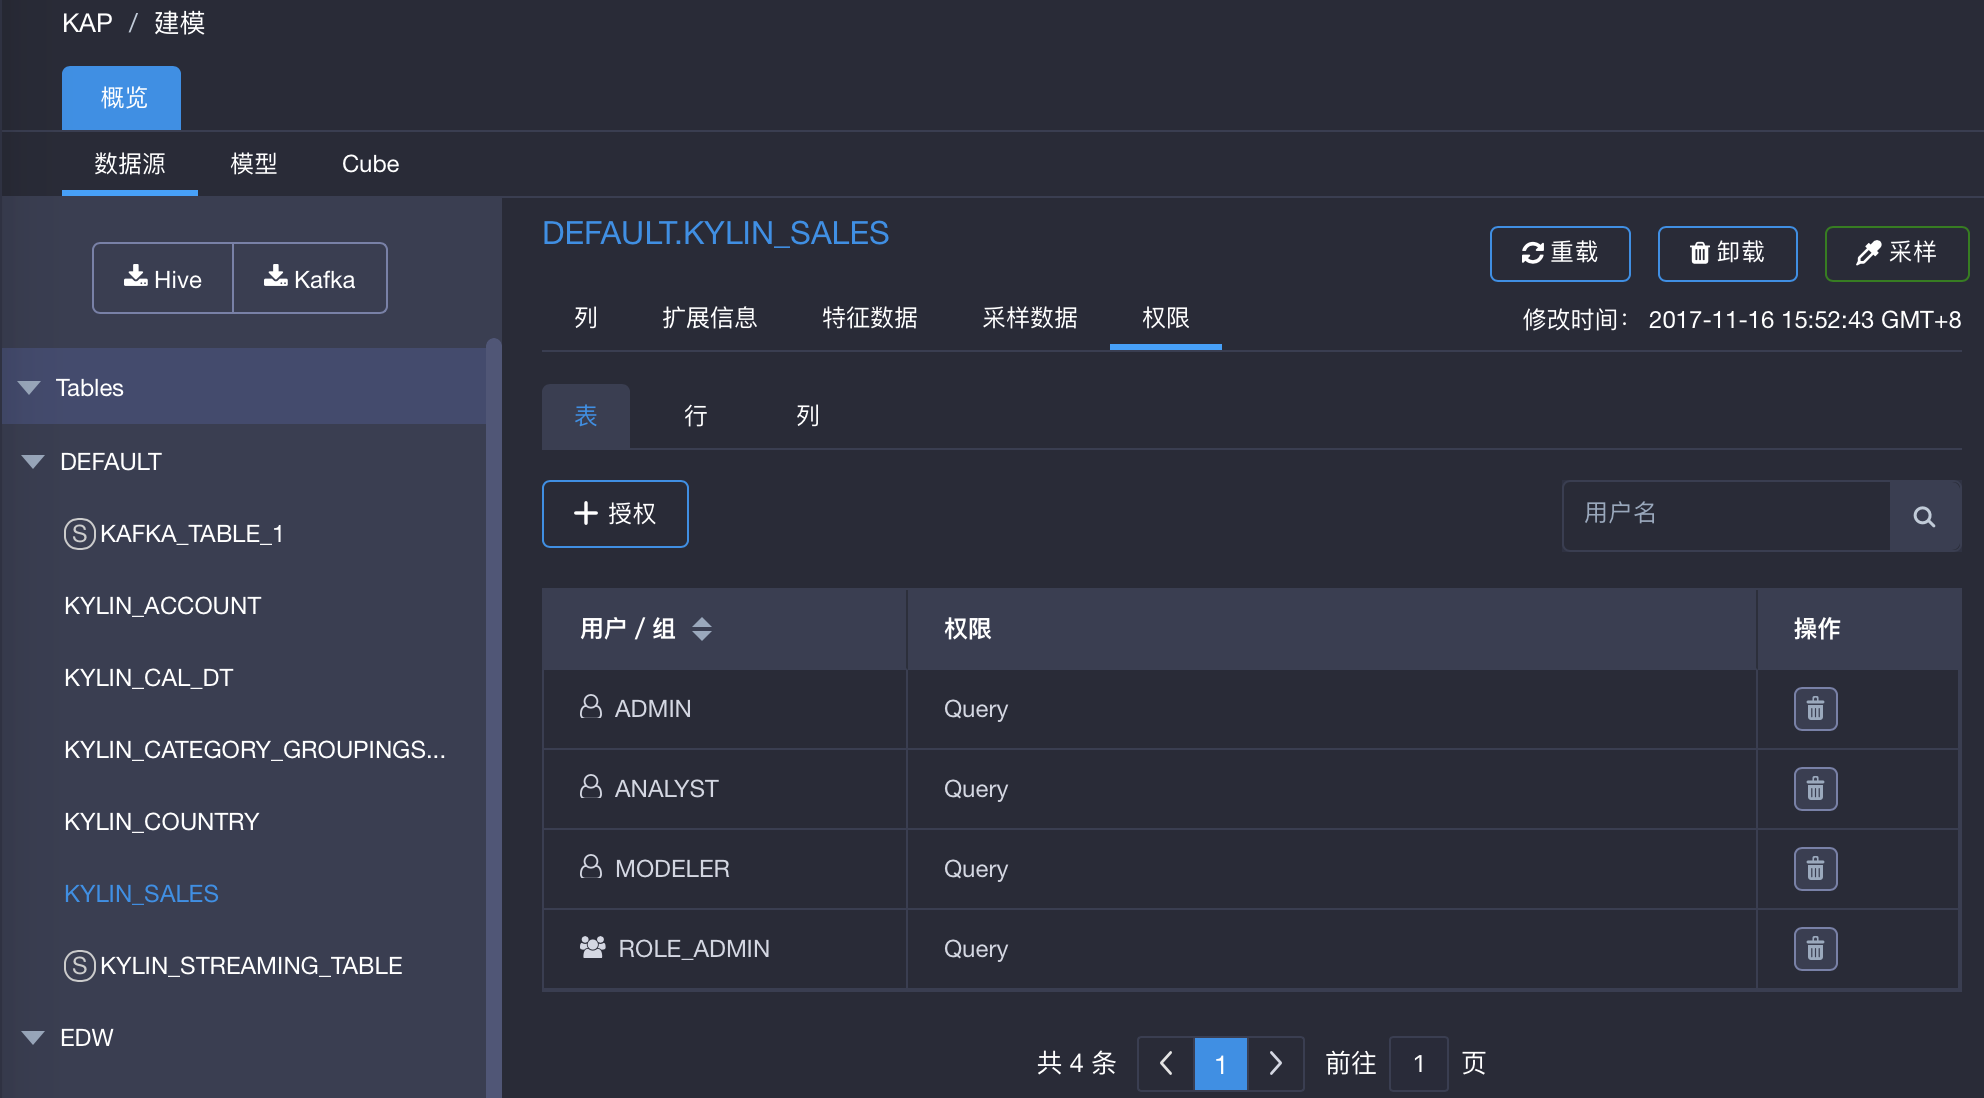 KAP / 建模
概览
数据源 模型 Cube
Hive Kafka
Tables
DEFAULT
S KAFKA_TABLE_1
KYLIN_ACCOUNT
KYLIN_CAL_DT
KYLIN_CATEGORY_GROUPINGS...
KYLIN_COUNTRY
KYLIN_SALES
S KYLIN_STREAMING_TABLE
EDW
DEFAULT.KYLIN_SALES
重载 卸载 采样
列 扩展信息 特征数据 采样数据 权限
修改时间: 2017-11-16 15:52:43 GMT+8
表 行 列
授权
用户名
用户 / 组 权限 操作
ADMIN Query
ANALYST Query
MODELER Query
ROLE_ADMIN Query
共 4 条 1 前往 1 页